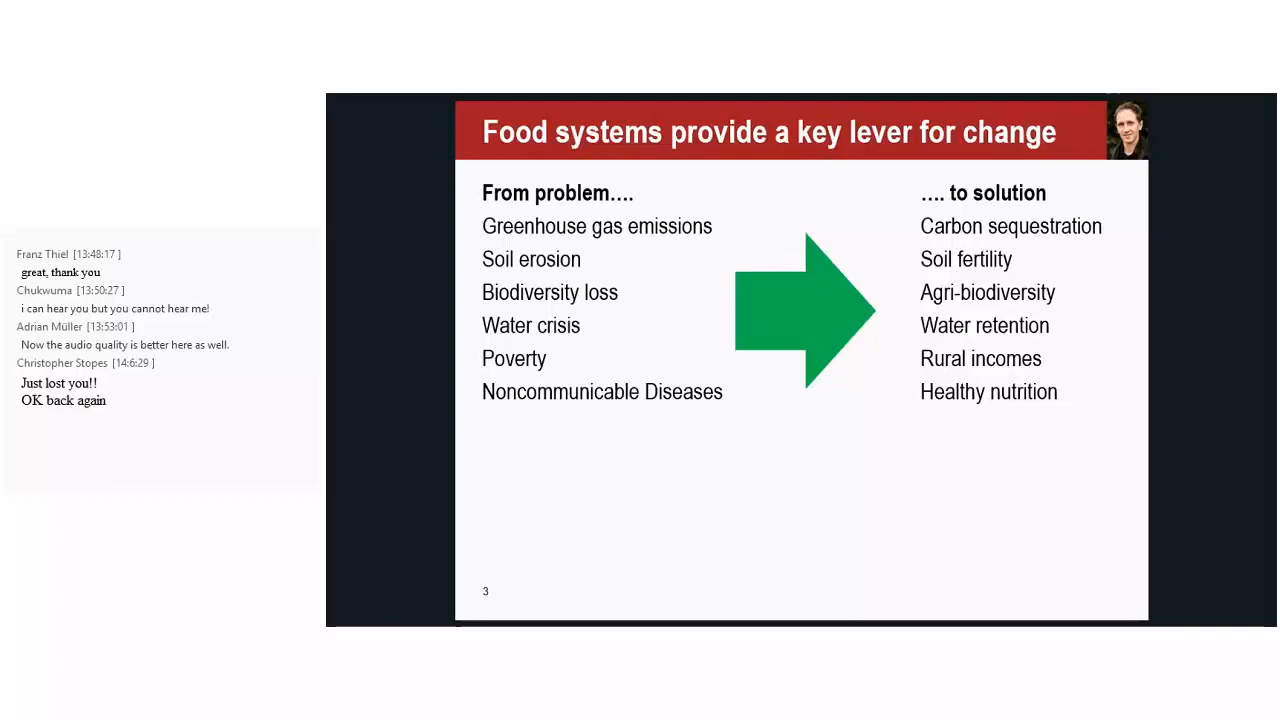 Franz Thiel [13:48:17 ]
great, thank you
Chukwuma [13:50:27 ]
i can hear you but you cannot hear me!
Adrian Müller [13:53:01 ]
Now the audio quality is better here as well.
Christopher Stopes [14:6:29 ]
Just lost you!!
OK back again
Food systems provide a key lever for change
From problem….
Greenhouse gas emissions
Soil erosion
Biodiversity loss
Water crisis
Poverty
Noncommunicable Diseases
…. to solution
Carbon sequestration
Soil fertility
Agri-biodiversity
Water retention
Rural incomes
Healthy nutrition
3